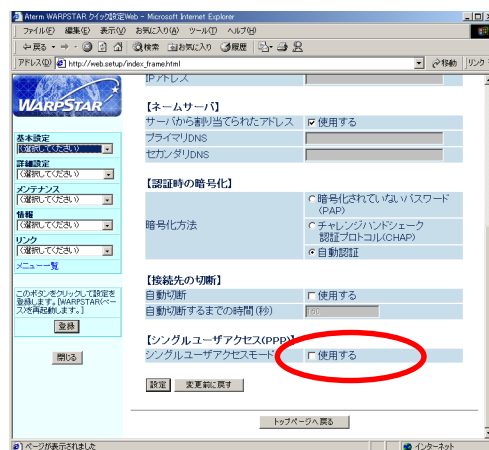 Aterm WARPSTAR クイック設定Web - Microsoft Internet Explorer
ファイル(F) 編集(E) 表示(V) お気に入り(A) ツール(T) ヘルプ(H)
戻る 検索 お気に入り 履歴
アドレス(D) http://web.setup/index_frame.html 移動 リンク
WARPSTAR
基本設定
(選択してください)
詳細設定
(選択してください)
メンテナンス
(選択してください)
情報
(選択してください)
リンク
(選択してください)
メニュー一覧
このボタンをクリックして設定を
登録します。[WARPSTAR(ベー
ス)を再起動します。]
登録
閉じる
IPアドレス
【ネームサーバ】
サーバから割り当てられたアドレス 使用する
プライマリDNS
セカンダリDNS
【認証時の暗号化】
暗号化方法
暗号化されていないパスワード
(PAP)
チャレンジハンドシェーク
認証プロトコル(CHAP)
自動認証
【接続先の切断】
自動切断 使用する
自動切断するまでの時間(秒)
【シングルユーザアクセス(PPP)】
シングルユーザアクセスモード 使用する
設定 変更前に戻す
トップページへ戻る
ページが表示されました インターネット